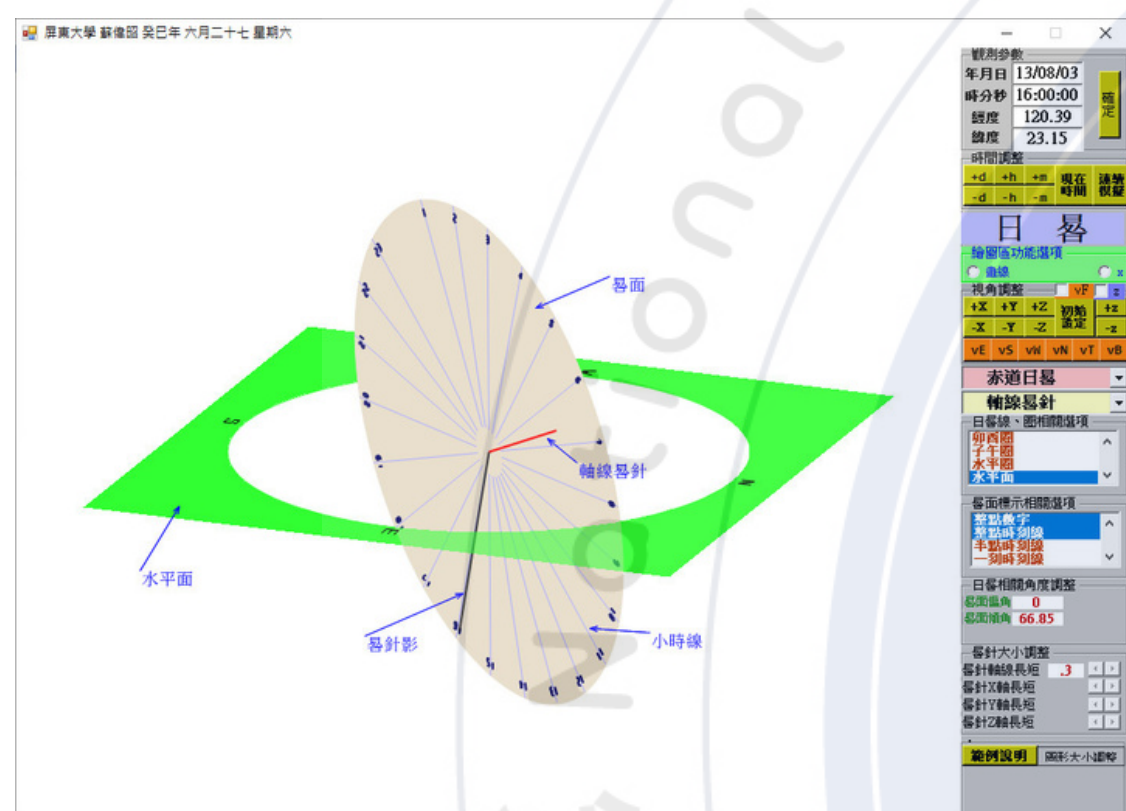 屏東大學 蘇偉昭 癸巳年 六月二十七 星期六
觀測參數
年月日 13/08/03
時分秒 16:00:00
經度 120.39
緯度 23.15
確定
時間調整
+d +h +m
-d -h -m
現在時間
連續模擬
日晷
繪圖區功能選項
曲線
x
視角調整
vF z
+X +Y +Z
-X -Y -Z
初始設定
+z
-z
vE vS vW vN vT vB
赤道日晷
軸線晷針
日晷線、圈相關選項
卯酉圈
子午圈
水平圈
水平面
晷面標示相關選項
整點數字
整點時刻線
半點時刻線
一刻時刻線
日晷相關角度調整
晷面偏角 0
晷面傾角 66.85
晷針大小調整
晷針軸線長短 .3
晷針X軸長短
晷針Y軸長短
晷針Z軸長短
範例說明 圖形大小調整
晷面
軸線晷針
水平面
晷針影
小時線
S
W
N
E
National